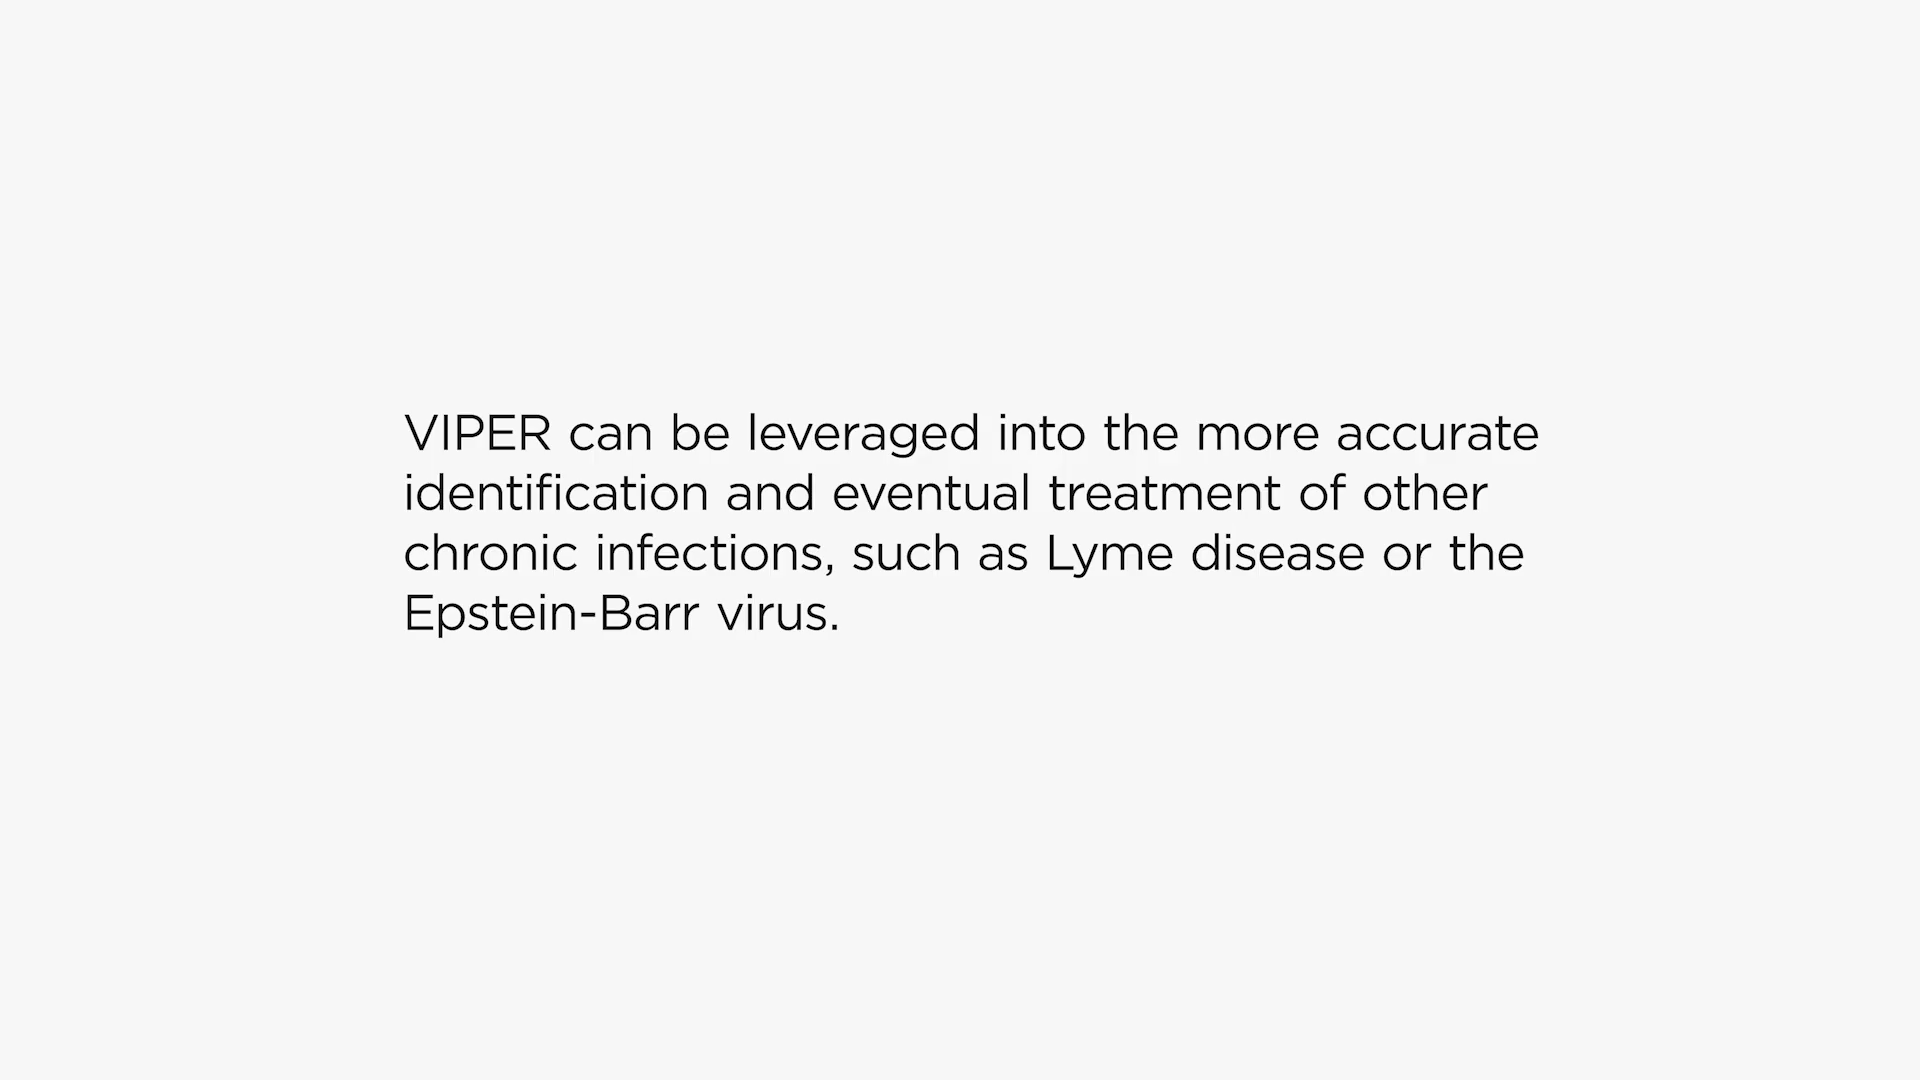 VIPER can be leveraged into the more accurate
identification and eventual treatment of other
chronic infections, such as Lyme disease or the
Epstein-Barr virus.